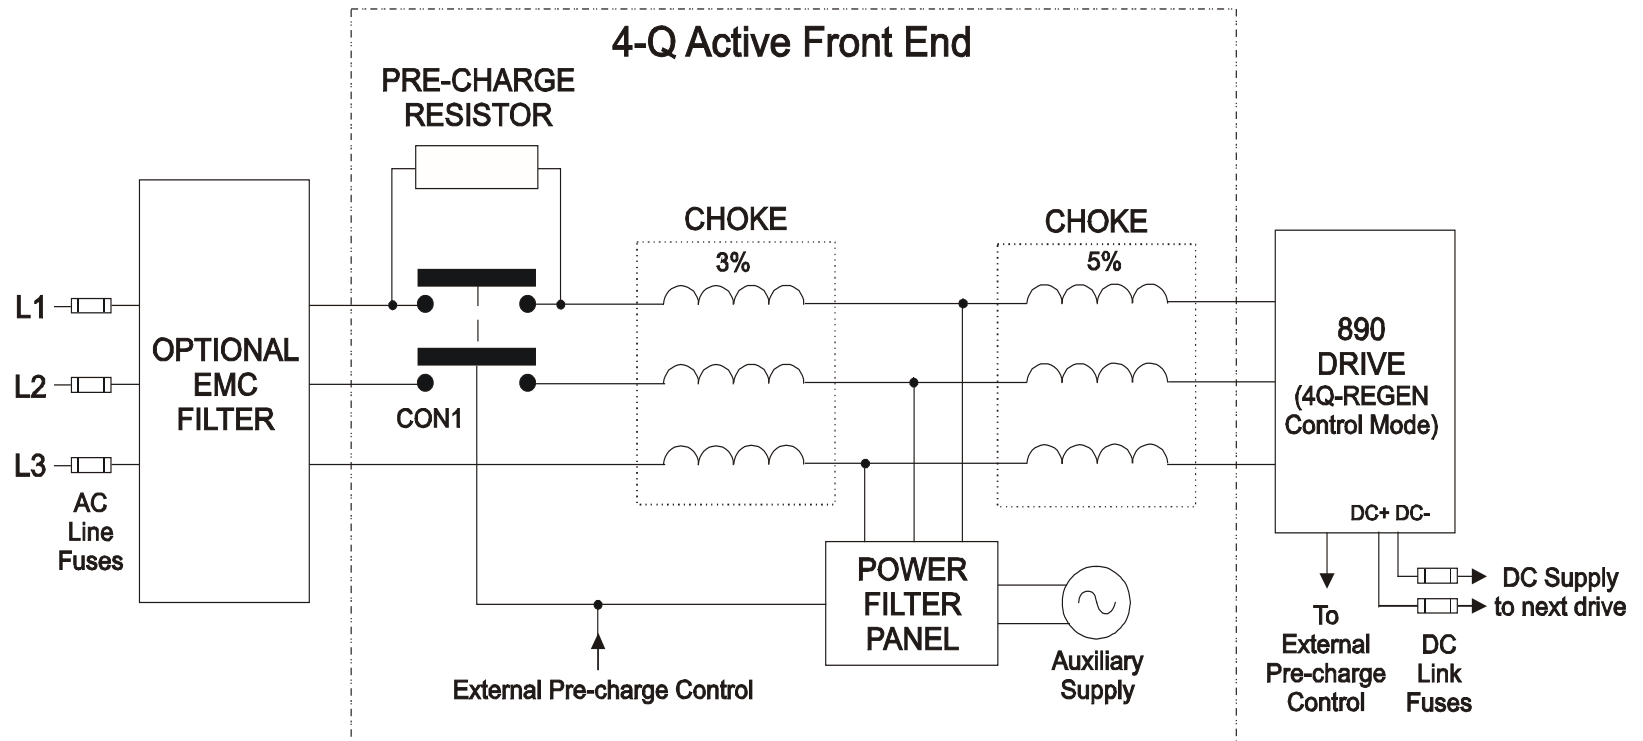 4-Q Active Front End
PRE-CHARGE
RESISTOR
CHOKE
3%
CHOKE
5%
L1
L2
L3
AC
Line
Fuses
OPTIONAL
EMC
FILTER
CON1
890
DRIVE
(4Q-REGEN
Control Mode)
DC+ DC-
POWER
FILTER
PANEL
External Pre-charge Control
Auxiliary
Supply
To
External
Pre-charge
Control
DC Supply
to next drive
DC
Link
Fuses